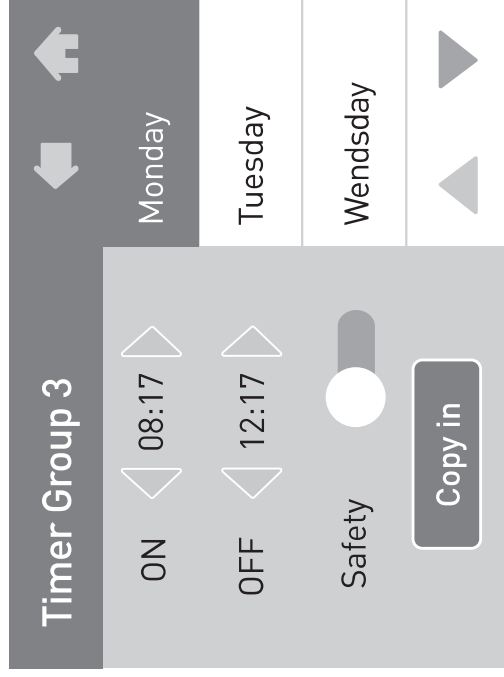 Timer Group 3
ON 08:17
OFF 12:17
Safety
Copy in
Monday
Tuesday
Wendsday